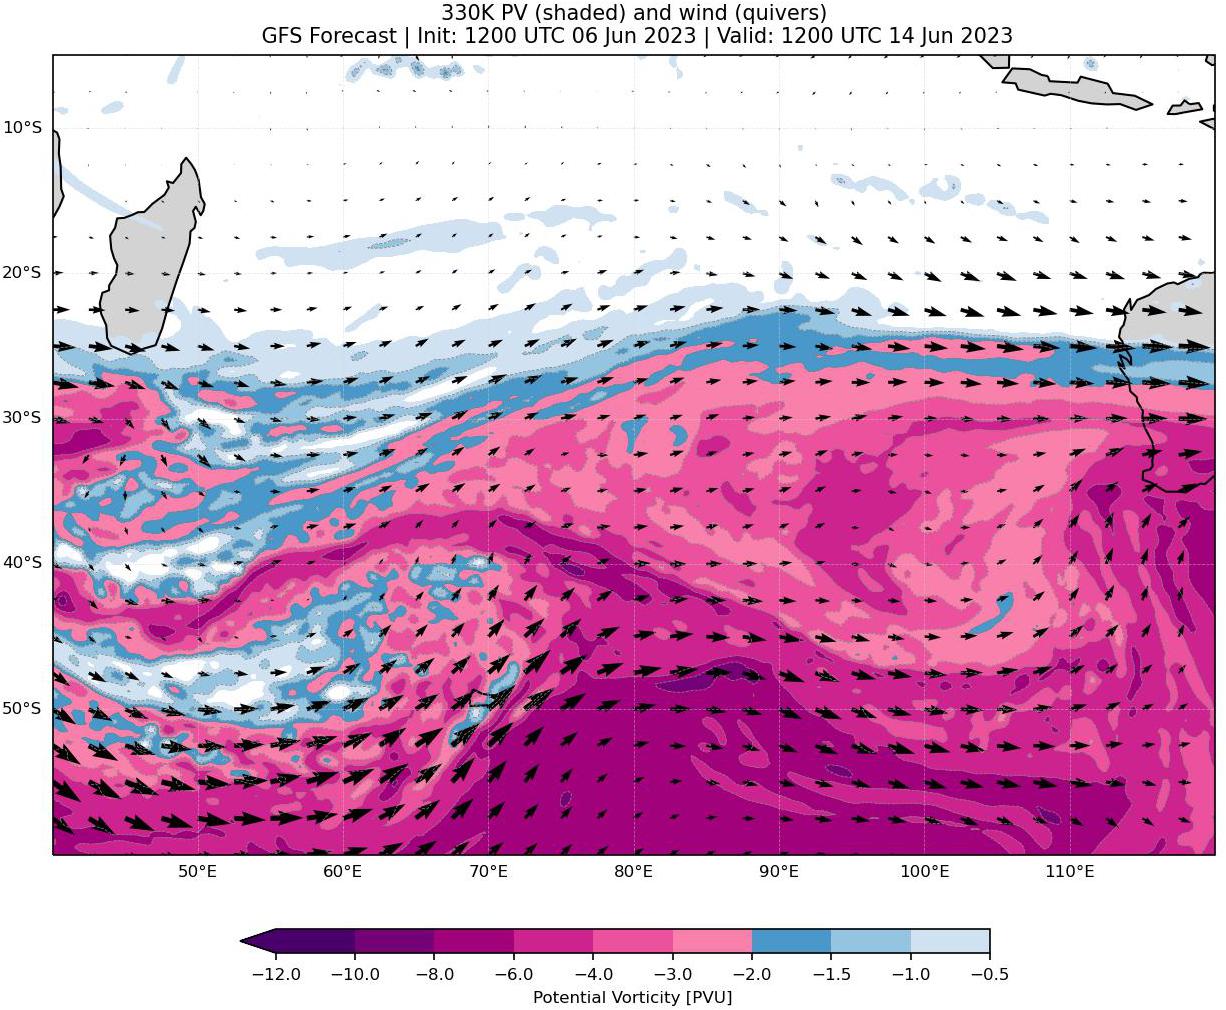 330K PV (shaded) and wind (quivers)
GFS Forecast | Init: 1200 UTC 06 Jun 2023 | Valid: 1200 UTC 14 Jun 2023
10°S
20°S
30°S
40°S
50°S
50°E 60°E 70°E 80°E 90°E 100°E 110°E
−12.0 −10.0 −8.0 −6.0 −4.0 −3.0 −2.0 −1.5 −1.0 −0.5
Potential Vorticity [PVU]